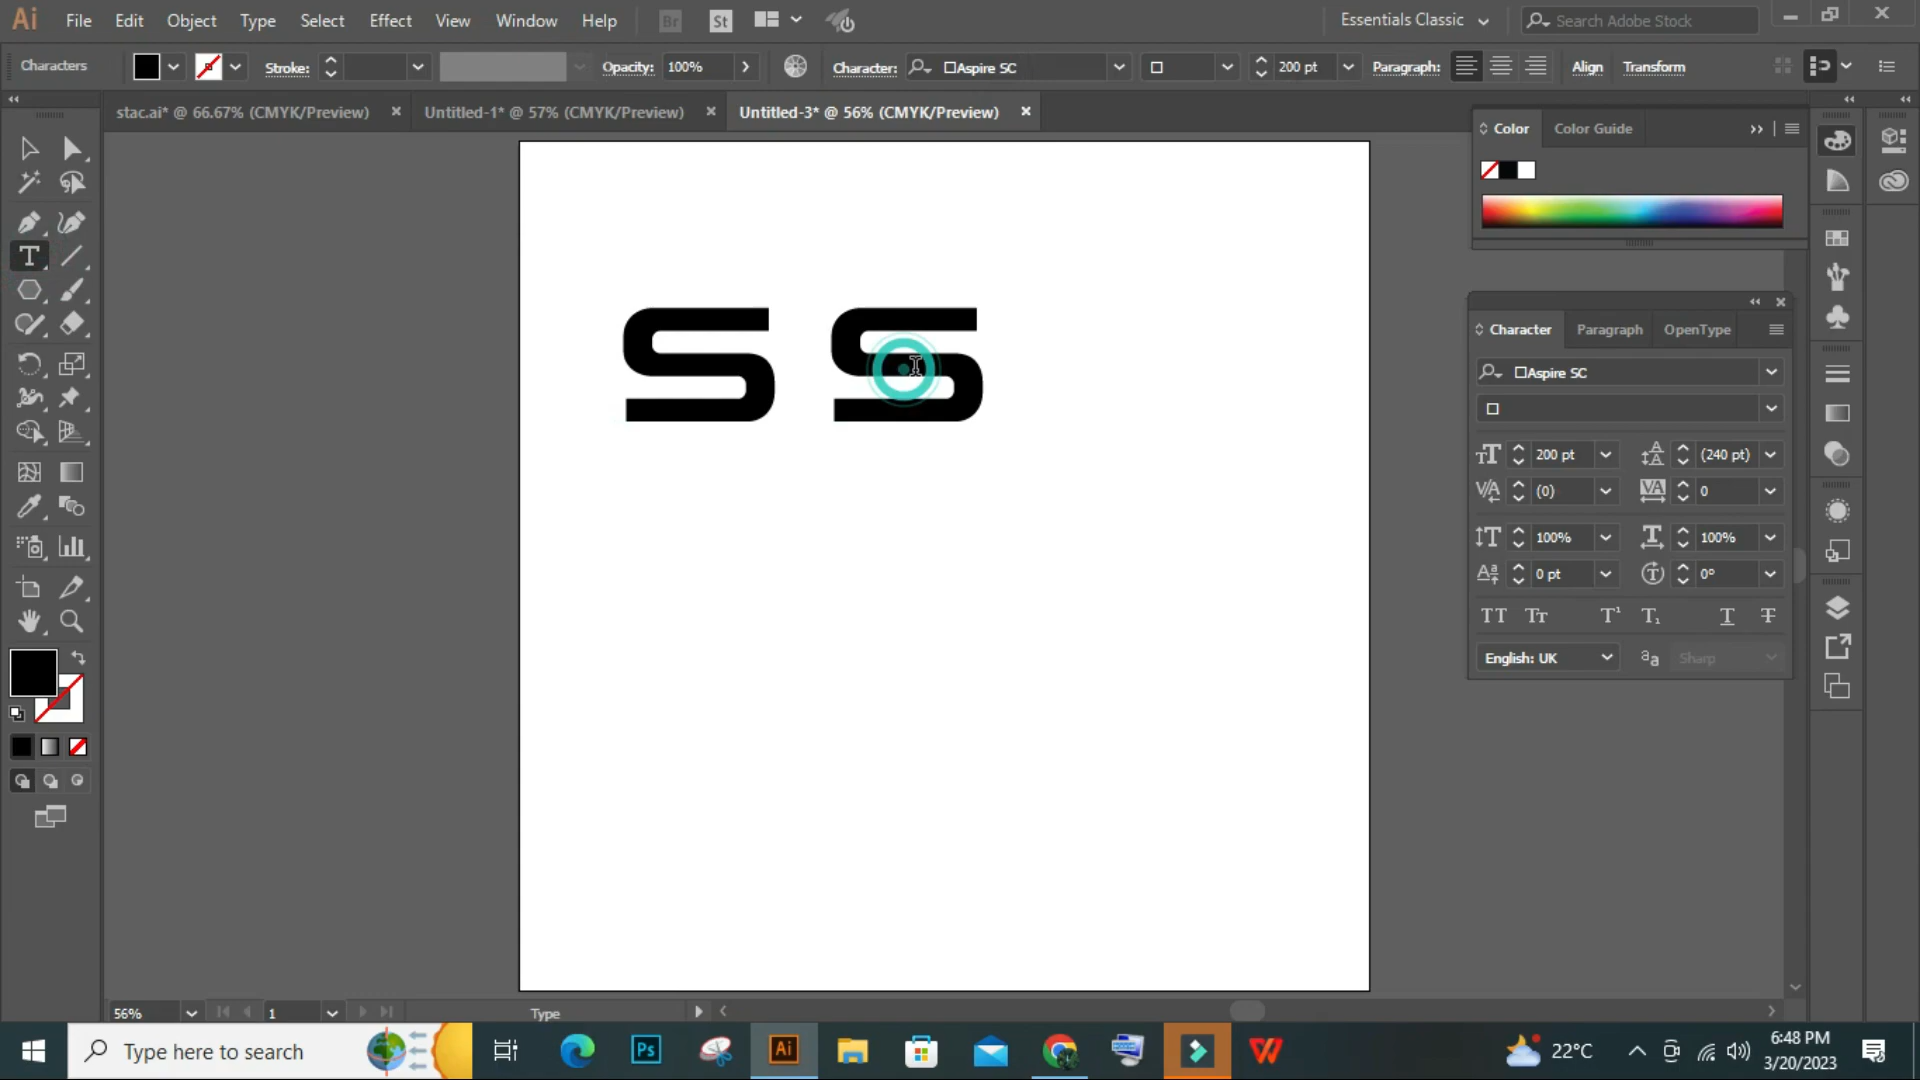 Ai File Edit Object Type Select Effect View Window Help Br St Essentials Classic Search Adobe Stock
Characters Stroke: Opacity: 100% Character: Aspire SC 200 pt Paragraph: Align Transform
stac.ai* @ 66.67% (CMYK/Preview) Untitled-1* @ 57% (CMYK/Preview) Untitled-3* @ 56% (CMYK/Preview)
Color Color Guide
S S
Character Paragraph OpenType
Aspire SC
200 pt (240 pt)
(0) 0
100% 100%
0 pt 0°
English: UK Sharp
56% 1 Type
Type here to search Ps Ai 22°C 6:48 PM
3/20/2023